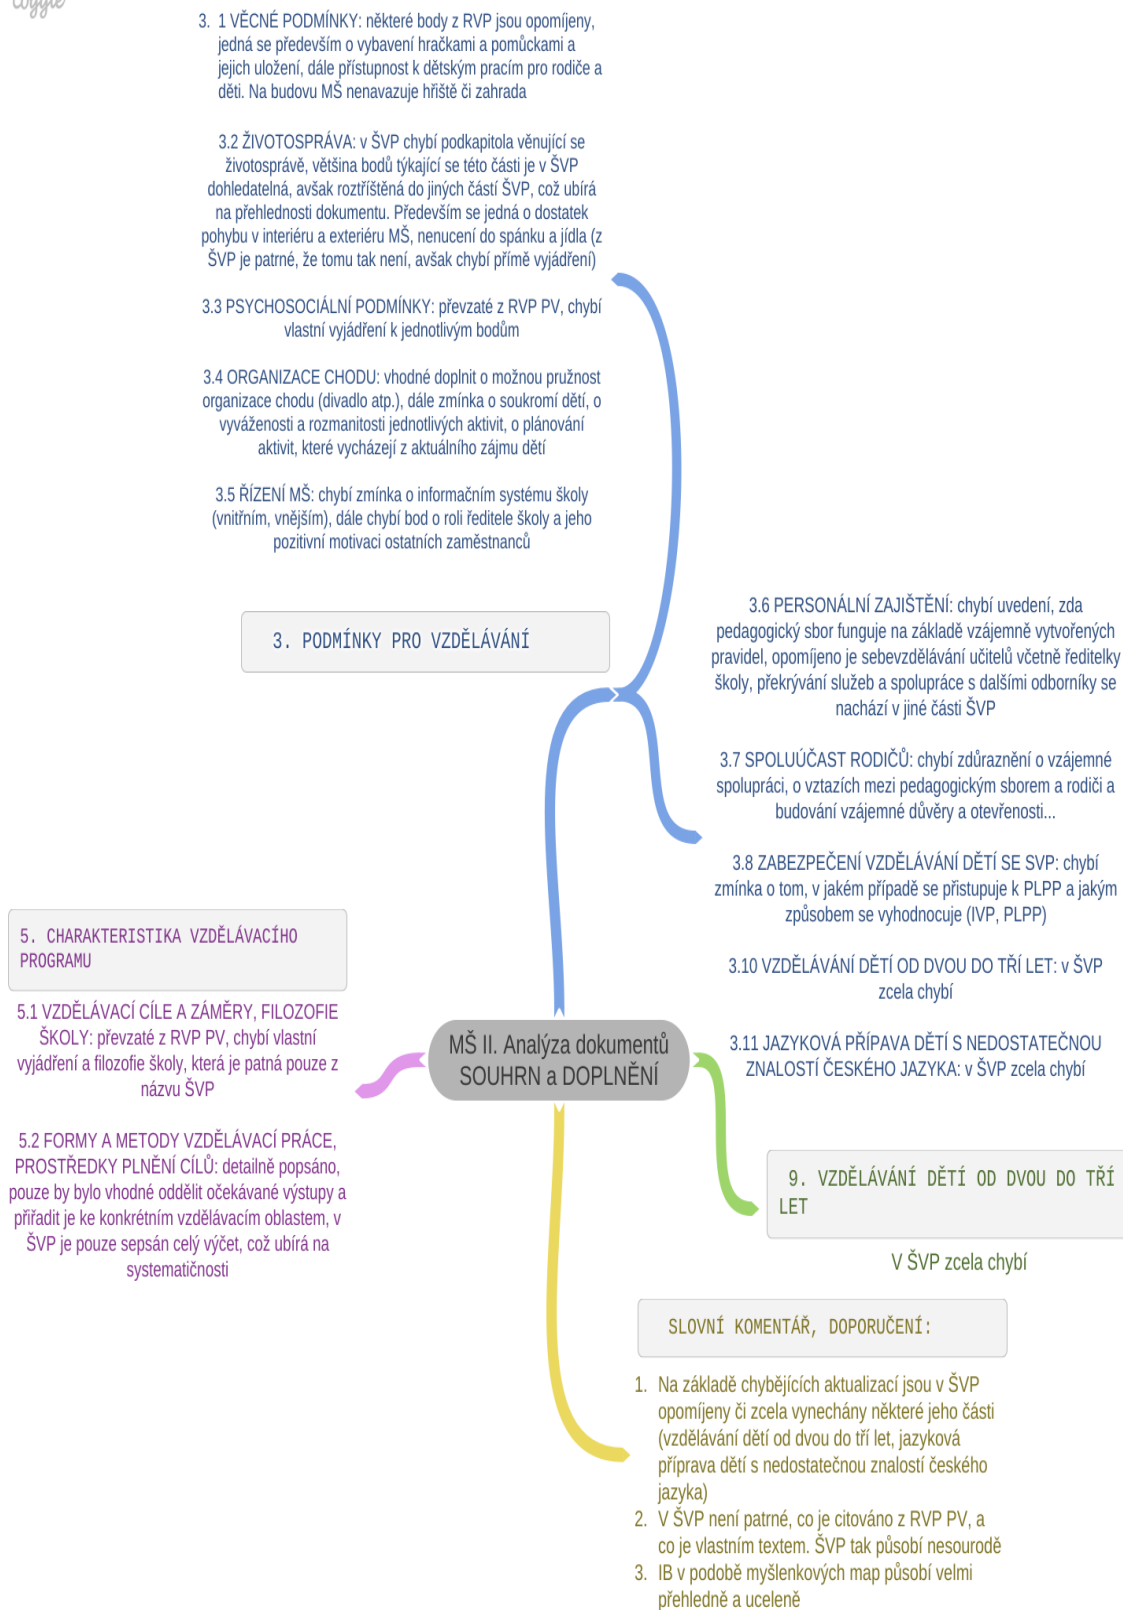 coggle
3. 1 VĚCNÉ PODMÍNKY: některé body z RVP jsou opomíjeny,
jedná se především o vybavení hračkami a pomůckami a
jejich uložení, dále přístupnost k dětským pracím pro rodiče a
děti. Na budovu MŠ nenavazuje hřiště či zahrada
3.2 ŽIVOTOSPRÁVA: v ŠVP chybí podkapitola věnující se
životosprávě, většina bodů týkající se této části je v ŠVP
dohledatelná, avšak roztříštěná do jiných částí ŠVP, což ubírá
na přehlednosti dokumentu. Především se jedná o dostatek
pohybu v interiéru a exteriéru MŠ, nenucení do spánku a jídla (z
ŠVP je patrné, že tomu tak není, avšak chybí přímě vyjádření)
3.3 PSYCHOSOCIÁLNÍ PODMÍNKY: převzaté z RVP PV, chybí
vlastní vyjádření k jednotlivým bodům
3.4 ORGANIZACE CHODU: vhodné doplnit o možnou pružnost
organizace chodu (divadlo atp.), dále zmínka o soukromí dětí, o
vyváženosti a rozmanitosti jednotlivých aktivit, o plánování
aktivit, které vycházejí z aktuálního zájmu dětí
3.5 ŘÍZENÍ MŠ: chybí zmínka o informačním systému školy
(vnitřním, vnějším), dále chybí bod o roli ředitele školy a jeho
pozitivní motivaci ostatních zaměstnanců
3. PODMÍNKY PRO VZDĚLÁVÁNÍ
3.6 PERSONÁLNÍ ZAJIŠTĚNÍ: chybí uvedení, zda
pedagogický sbor funguje na základě vzájemně vytvořených
pravidel, opomíjeno je sebevzdělávání učitelů včetně ředitelky
školy, překrývání služeb a spolupráce s dalšími odborníky se
nachází v jiné části ŠVP
3.7 SPOLUÚČAST RODIČŮ: chybí zdůraznění o vzájemné
spolupráci, o vztazích mezi pedagogickým sborem a rodiči a
budování vzájemné důvěry a otevřenosti...
3.8 ZABEZPEČENÍ VZDĚLÁVÁNÍ DĚTÍ SE SVP: chybí
zmínka o tom, v jakém případě se přistupuje k PLPP a jakým
způsobem se vyhodnocuje (IVP, PLPP)
3.10 VZDĚLÁVÁNÍ DĚTÍ OD DVOU DO TŘÍ LET: v ŠVP
zcela chybí
3.11 JAZYKOVÁ PŘÍPAVA DĚTÍ S NEDOSTATEČNOU
ZNALOSTÍ ČESKÉHO JAZYKA: v ŠVP zcela chybí
5. CHARAKTERISTIKA VZDĚLÁVACÍHO
PROGRAMU
5.1 VZDĚLÁVACÍ CÍLE A ZÁMĚRY, FILOZOFIE
ŠKOLY: převzaté z RVP PV, chybí vlastní
vyjádření a filozofie školy, která je patná pouze z
názvu ŠVP
5.2 FORMY A METODY VZDĚLÁVACÍ PRÁCE,
PROSTŘEDKY PLNĚNÍ CÍLŮ: detailně popsáno,
pouze by bylo vhodné oddělit očekávané výstupy a
přiřadit je ke konkrétním vzdělávacím oblastem, v
ŠVP je pouze sepsán celý výčet, což ubírá na
systematičnosti
MŠ II. Analýza dokumentů
SOUHRN a DOPLNĚNÍ
9. VZDĚLÁVÁNÍ DĚTÍ OD DVOU DO TŘÍ
LET
V ŠVP zcela chybí
SLOVNÍ KOMENTÁŘ, DOPORUČENÍ:
1. Na základě chybějících aktualizací jsou v ŠVP
opomíjeny či zcela vynechány některé jeho části
(vzdělávání dětí od dvou do tří let, jazyková
příprava dětí s nedostatečnou znalostí českého
jazyka)
2. V ŠVP není patrné, co je citováno z RVP PV, a
co je vlastním textem. ŠVP tak působí nesourodě
3. IB v podobě myšlenkových map působí velmi
přehledně a uceleně